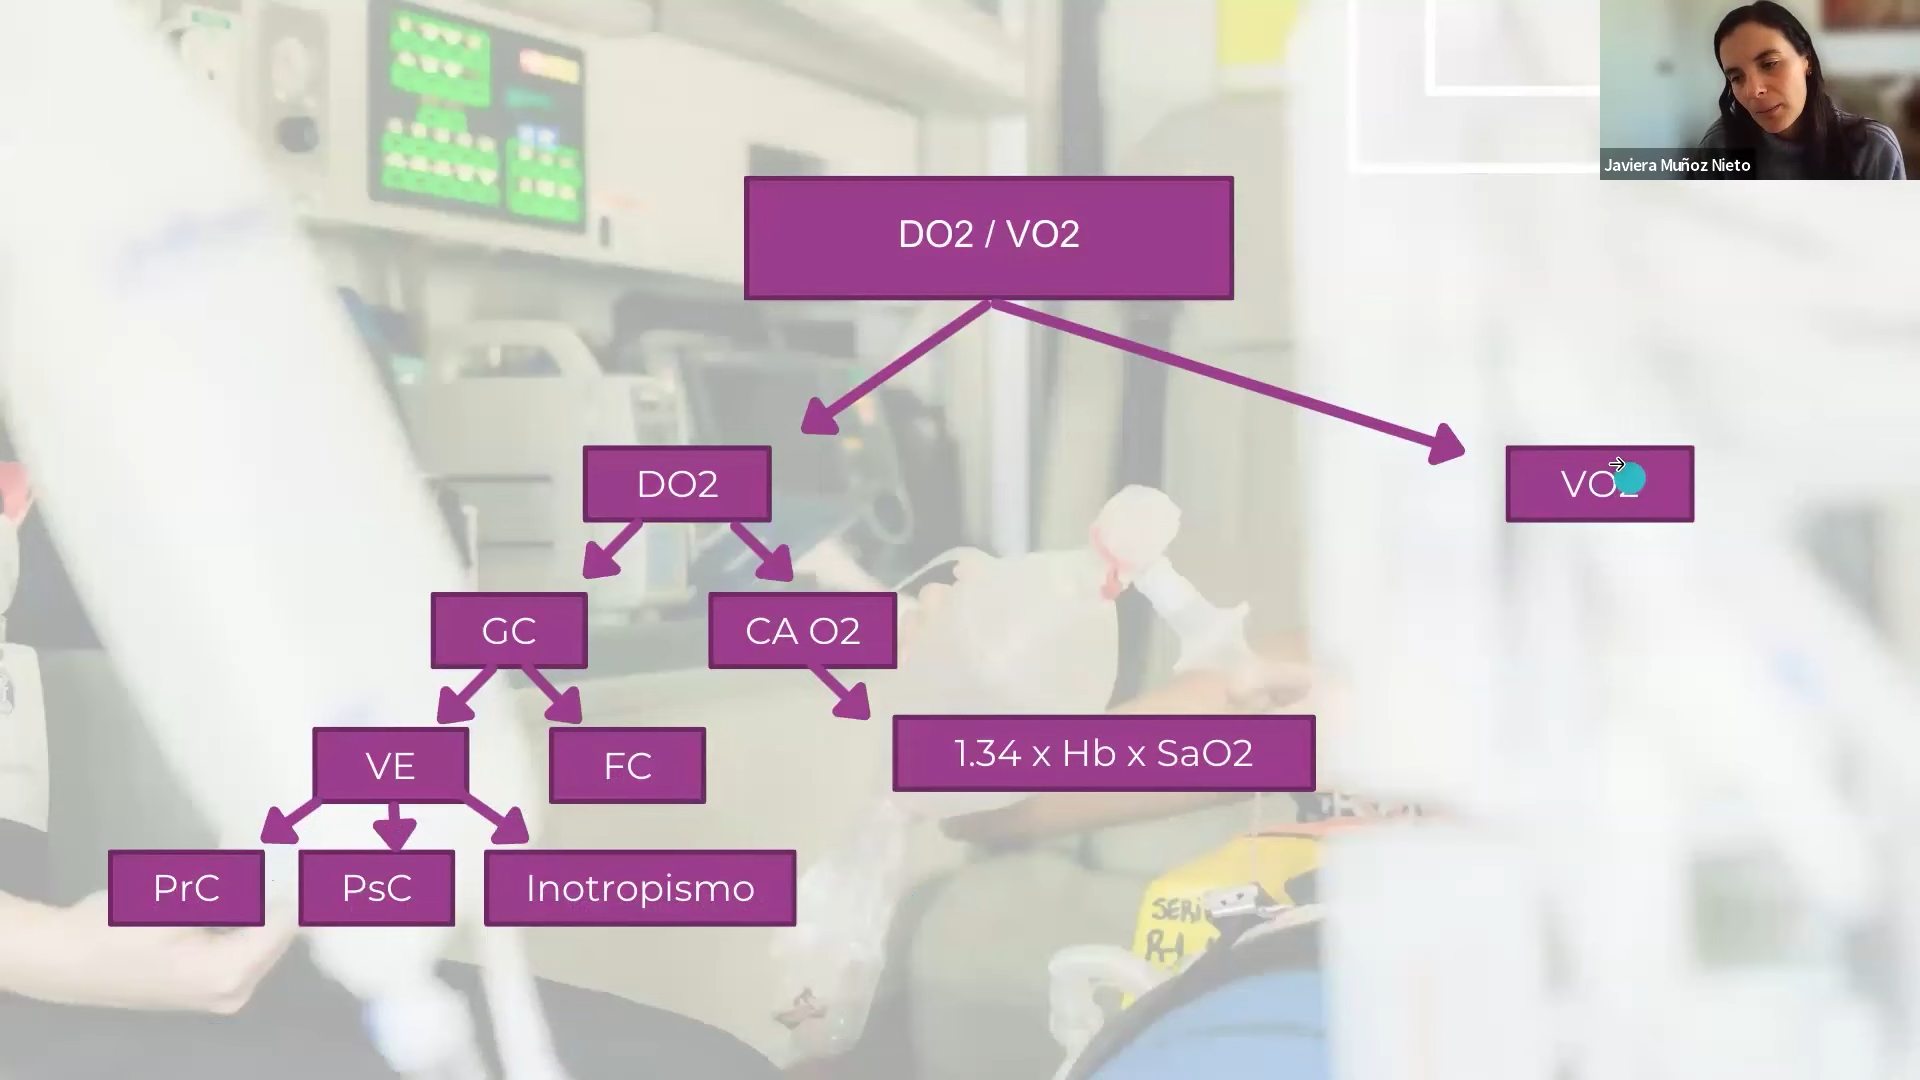 Javiera Muñoz Nieto
DO2 / VO2
DO2
VO2
GC
CA O2
VE
FC
1.34 x Hb x SaO2
PrC
PsC
Inotropismo
SERI